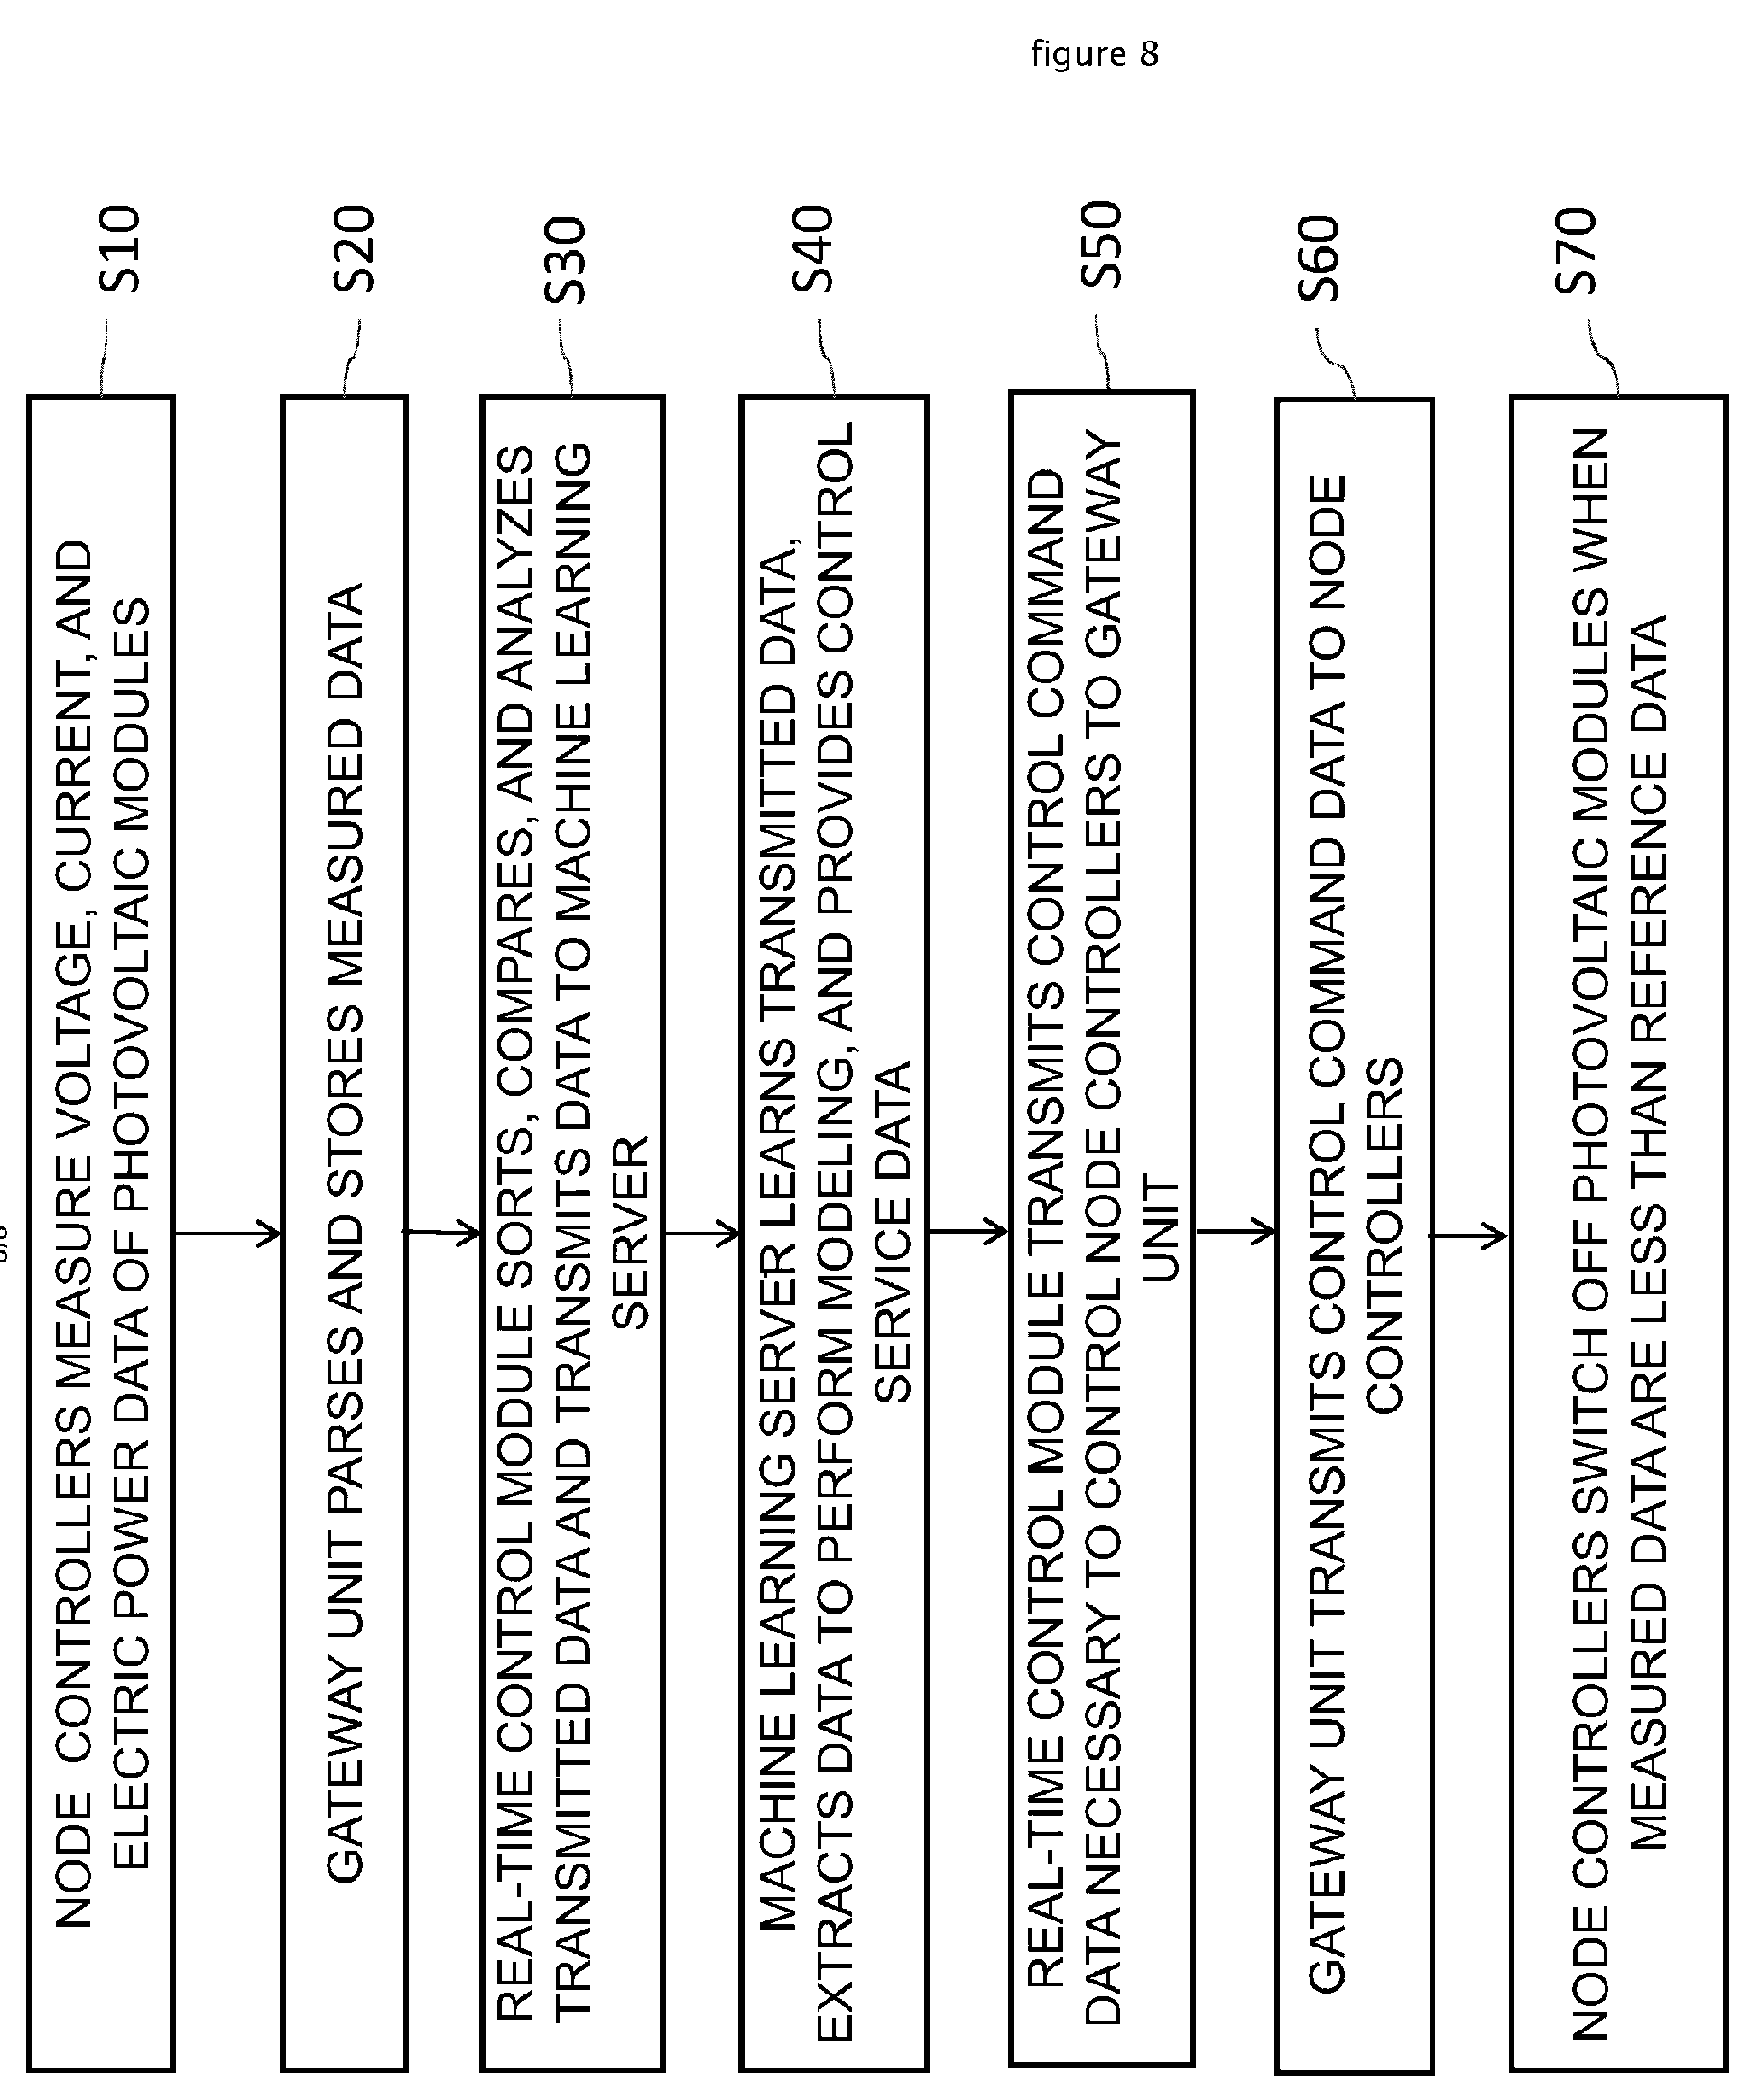 figure 8
S10
NODE CONTROLLERS MEASURE VOLTAGE, CURRENT, AND
ELECTRIC POWER DATA OF PHOTOVOLTAIC MODULES
S20
GATEWAY UNIT PARSES AND STORES MEASURED DATA
S30
REAL-TIME CONTROL MODULE SORTS, COMPARES, AND ANALYZES
TRANSMITTED DATA AND TRANSMITS DATA TO MACHINE LEARNING
SERVER
S40
MACHINE LEARNING SERVER LEARNS TRANSMITTED DATA,
EXTRACTS DATA TO PERFORM MODELING, AND PROVIDES CONTROL
SERVICE DATA
S50
REAL-TIME CONTROL MODULE TRANSMITS CONTROL COMMAND
DATA NECESSARY TO CONTROL NODE CONTROLLERS TO GATEWAY
UNIT
S60
GATEWAY UNIT TRANSMITS CONTROL COMMAND DATA TO NODE
CONTROLLERS
S70
NODE CONTROLLERS SWITCH OFF PHOTOVOLTAIC MODULES WHEN
MEASURED DATA ARE LESS THAN REFERENCE DATA